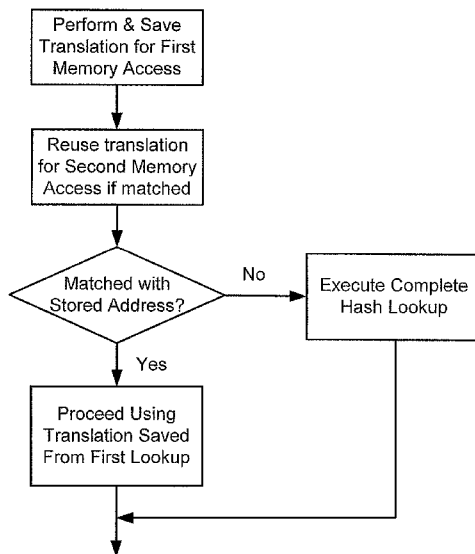 Perform & Save
Translation for First
Memory Access
Reuse translation
for Second Memory
Access if matched
Matched with
Stored Address?
No
Execute Complete
Hash Lookup
Yes
Proceed Using
Translation Saved
From First Lookup